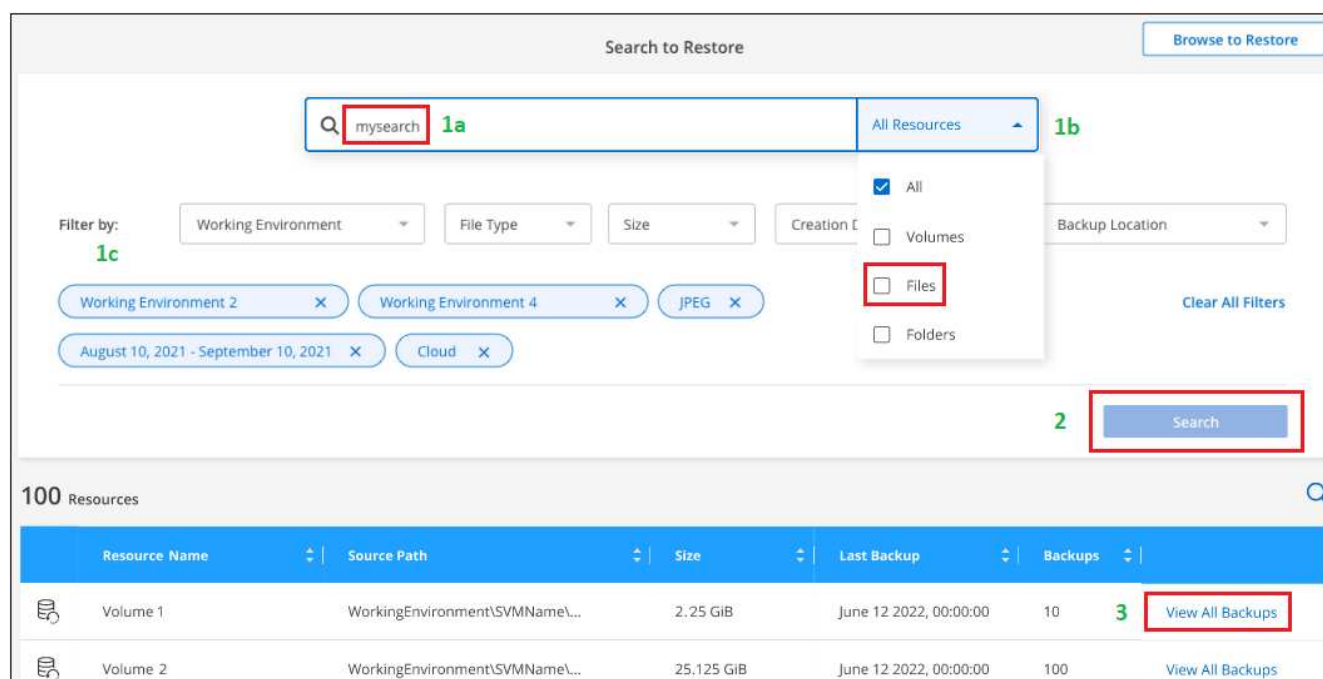 Search to Restore
Browse to Restore
mysearch 1a All Resources 1b
All
Filter by: Working Environment File Type Size Creation D Backup Location
Volumes
1c
Files
Working Environment 2 Working Environment 4 JPEG Clear All Filters
Folders
August 10, 2021 - September 10, 2021 Cloud
2 Search
100 Resources
Resource Name Source Path Size Last Backup Backups
Volume 1 WorkingEnvironment\SVMName\... 2.25 GiB June 12 2022, 00:00:00 10 3 View All Backups
Volume 2 WorkingEnvironment\SVMName\... 25.125 GiB June 12 2022, 00:00:00 100 View All Backups